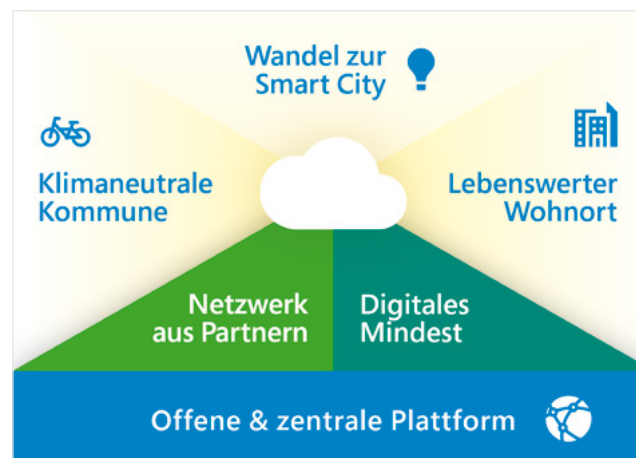 Wandel zur
Smart City
Klimaneutrale
Kommune
Lebenswerter
Wohnort
Netzwerk
aus Partnern
Digitales
Mindest
Offene & zentrale Plattform